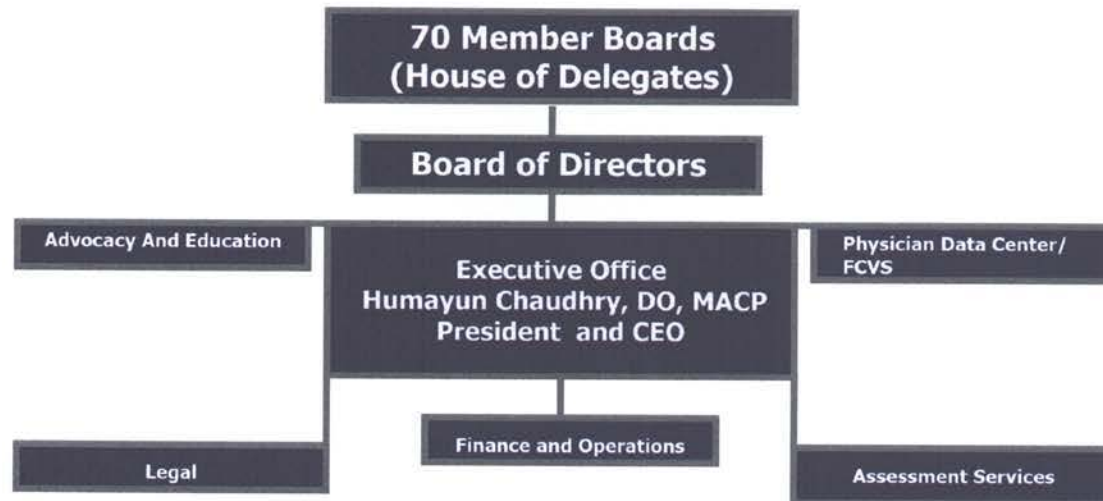 70 Member Boards
(House of Delegates)
Board of Directors
Advocacy And Education
Executive Office
Humayun Chaudhry, DO, MACP
President and CEO
Physician Data Center/
FCVS
Legal
Finance and Operations
Assessment Services